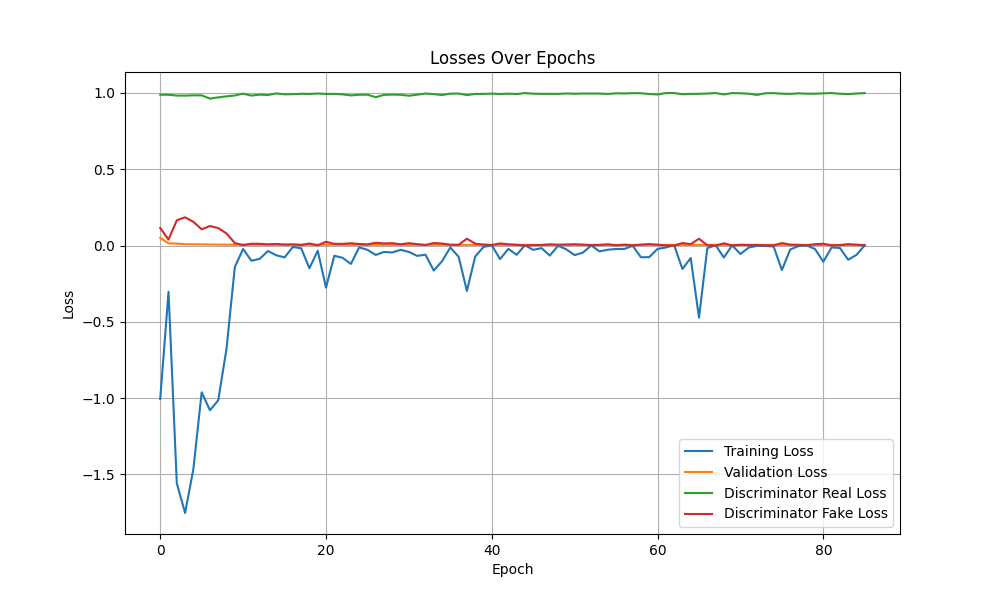 Losses Over Epochs
1.0
0.5
0.0
−0.5
−1.0
−1.5
Loss
0 20 40 60 80
Epoch
Training Loss
Validation Loss
Discriminator Real Loss
Discriminator Fake Loss